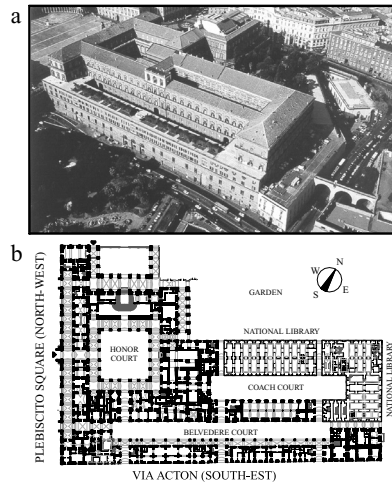 a
b
PLEBISCITO SQUARE (NORTH-WEST)
GARDEN
N
W
E
S
NATIONAL LIBRARY
HONOR
COURT
COACH COURT
NATIONAL LIBRARY
BELVEDERE COURT
VIA ACTON (SOUTH-EST)